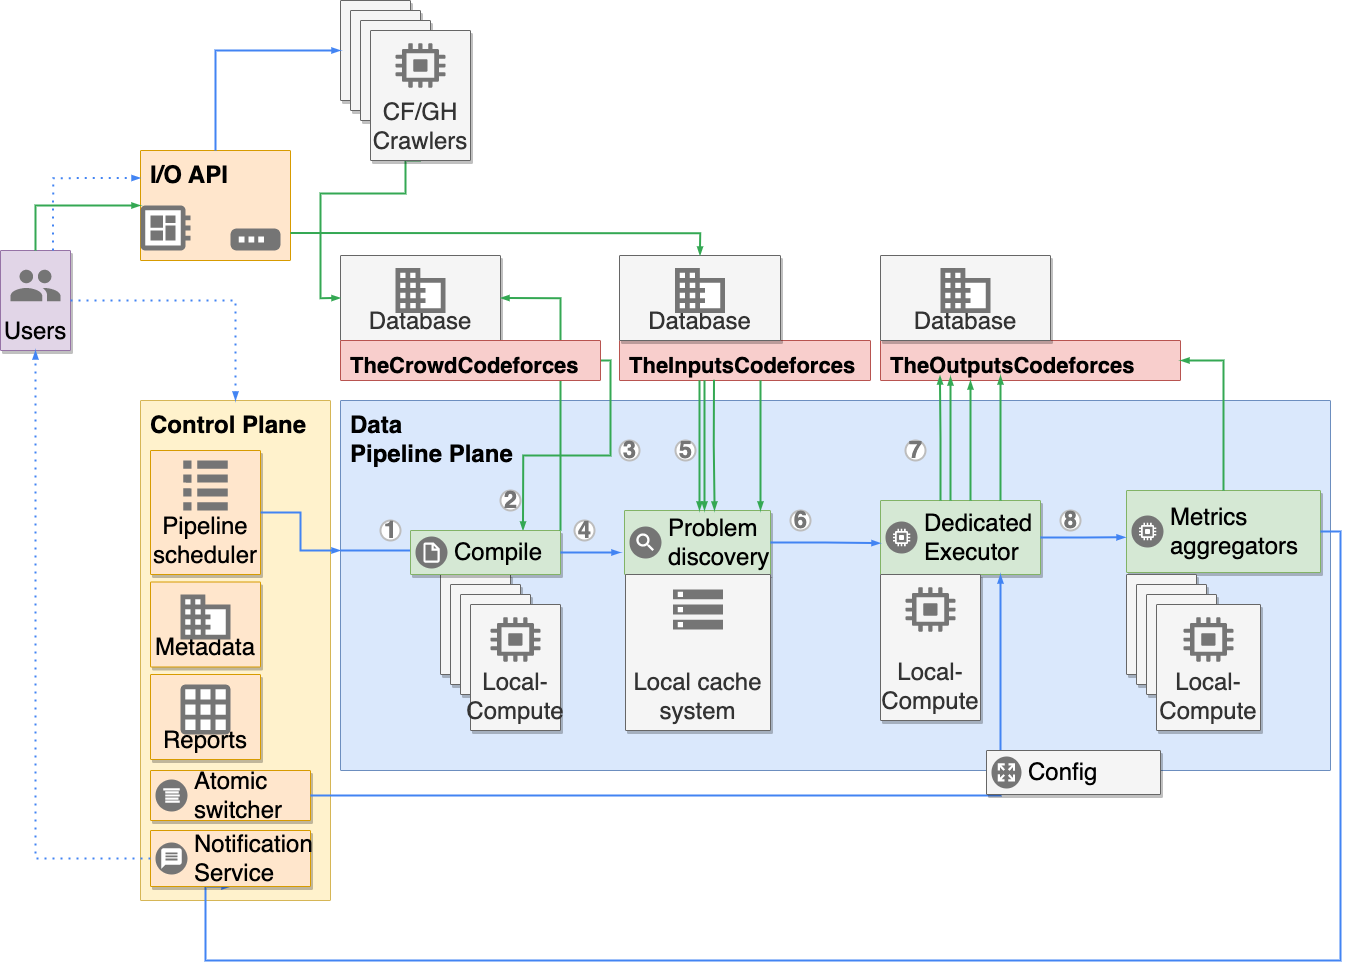 CF/GH
Crawlers
I/O API
Users
Database
TheCrowdCodeforces
Database
TheInputsCodeforces
Database
TheOutputsCodeforces
Control Plane
Pipeline
scheduler
Metadata
Reports
Atomic
switcher
Notification
Service
Data
Pipeline Plane
1
2
3
4
5
6
7
8
Compile
Local-
Compute
Problem
discovery
Local cache
system
Dedicated
Executor
Local-
Compute
Metrics
aggregators
Local-
Compute
Config